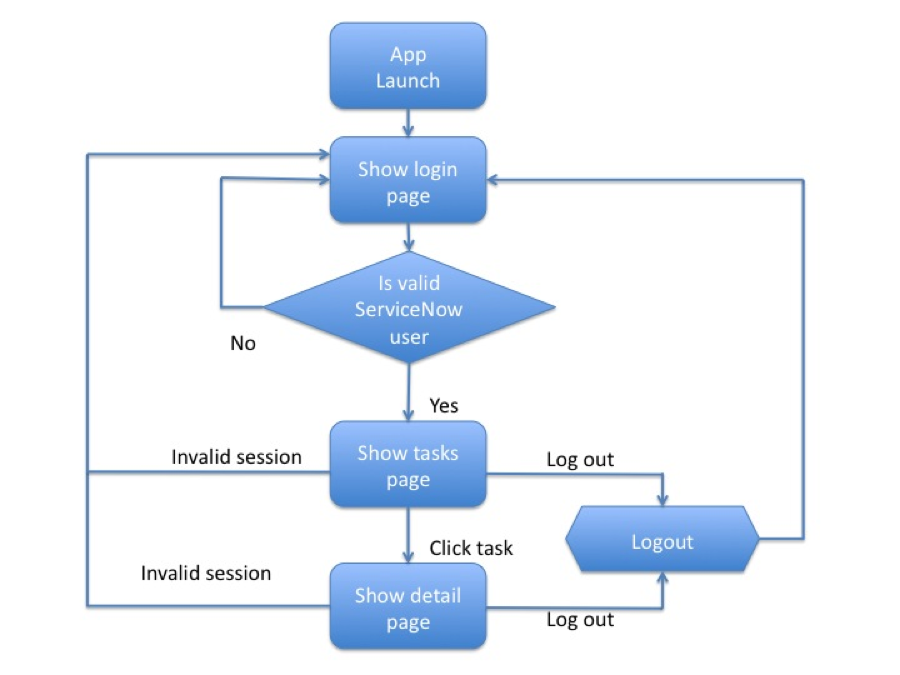 App
Launch
Show login
page
Is valid
ServiceNow
user
No
Yes
Invalid session
Show tasks
page
Log out
Logout
Click task
Invalid session
Show detail
page
Log out